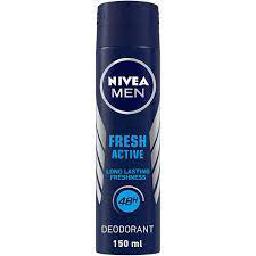 NIVEA
MEN
FRESH
ACTIVE
LONG LASTING
FRESHNESS
48H
DEODORANT
150 ml